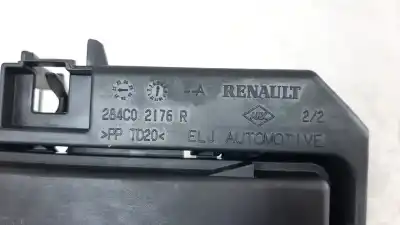 --A RENAULT
284C0 2176 R 2/2
>PP TD20< ELJ AUTOMOTIVE